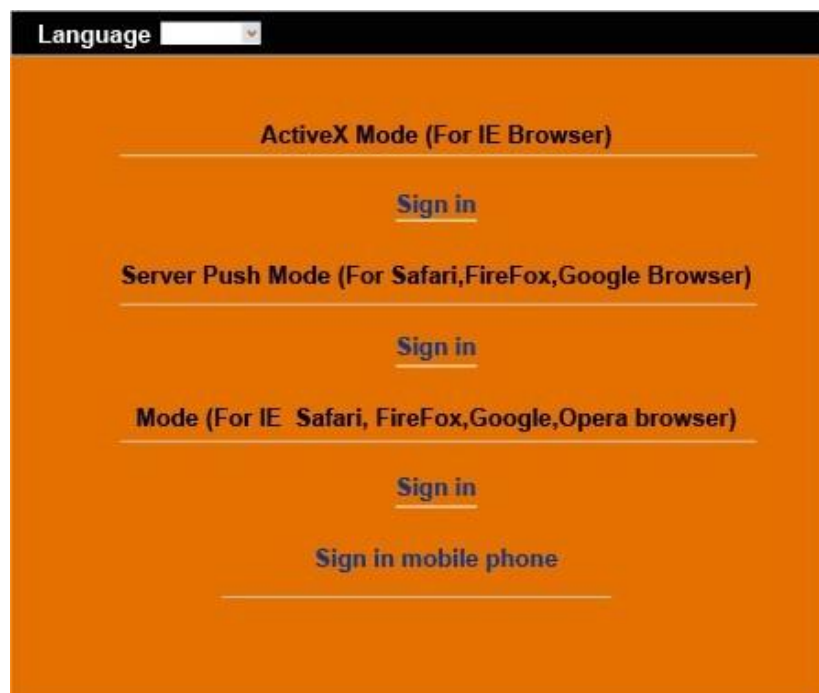 Language
ActiveX Mode (For IE Browser)
Sign in
Server Push Mode (For Safari,FireFox,Google Browser)
Sign in
Mode (For IE  Safari, FireFox,Google,Opera browser)
Sign in
Sign in mobile phone